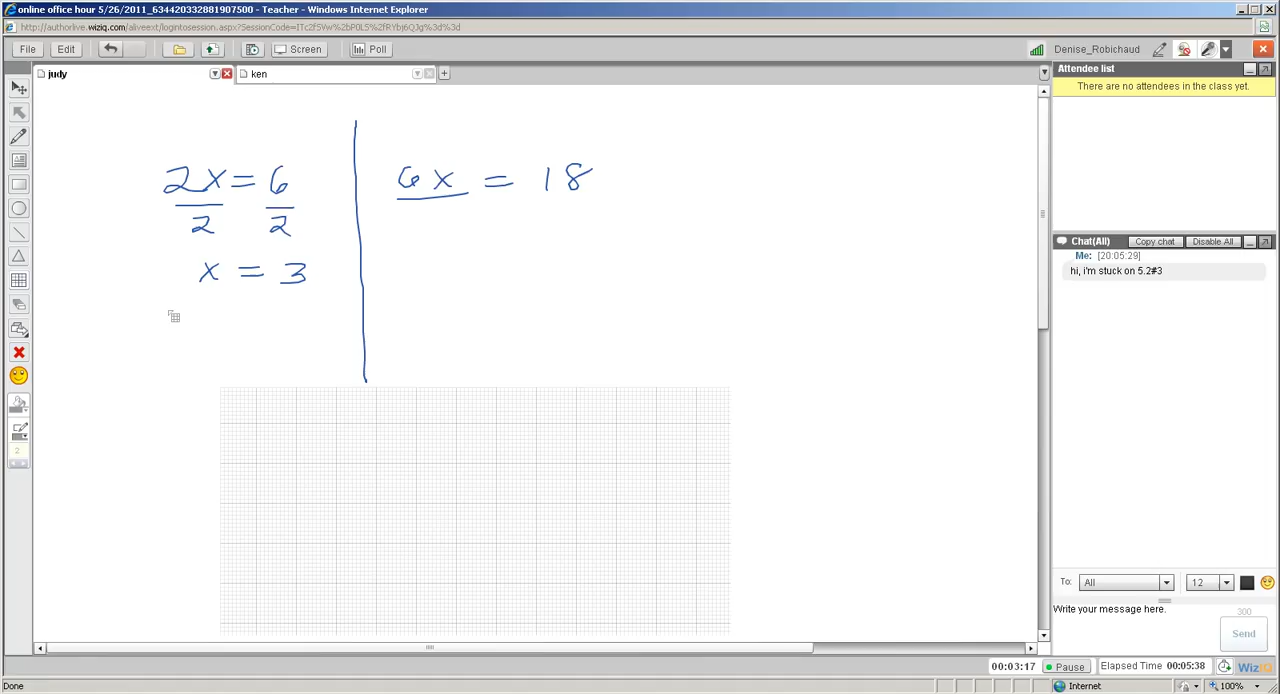 online office hour 5/26/2011_634420332881907500 - Teacher - Windows Internet Explorer
File Edit Screen Poll Denise_Robichaud
judy ken
Attendee list
There are no attendees in the class yet.
2x = 6
2 2
x = 3
6x = 18
Chat(All) Copy chat Disable All
Me: [20:05:29]
hi, i'm stuck on 5.2#3
2
To: All 12
Write your message here.
300
Send
00:03:17 Pause Elapsed Time 00:05:38 WizIQ
Done Internet 100%